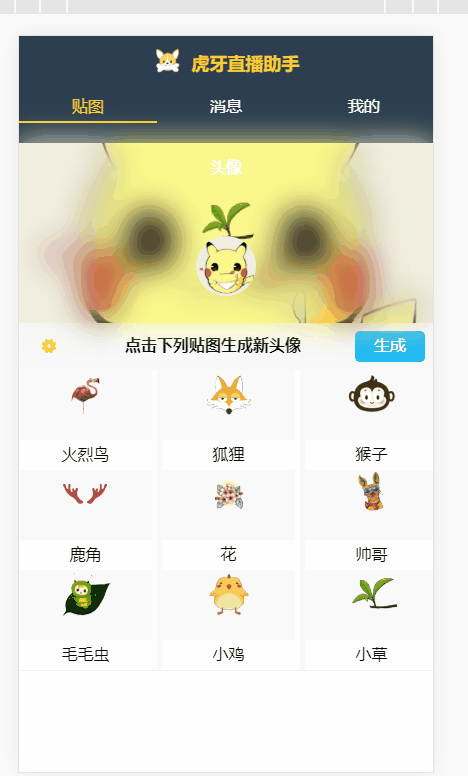 虎牙直播助手
贴图 消息 我的
头像
点击下列贴图生成新头像 生成
火烈鸟 狐狸 猴子
鹿角 花 帅哥
毛毛虫 小鸡 小草